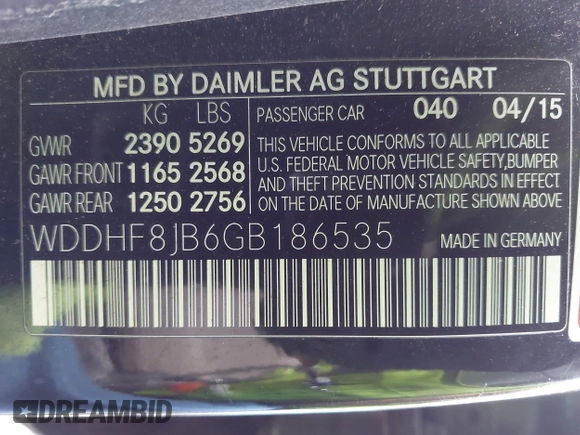 MFD BY DAIMLER AG STUTTGART
KG LBS PASSENGER CAR 040 04/15
GVWR 2390 5269
GAWR FRONT 1165 2568
GAWR REAR 1250 2756
THIS VEHICLE CONFORMS TO ALL APPLICABLE
U.S. FEDERAL MOTOR VEHICLE SAFETY,BUMPER
AND THEFT PREVENTION STANDARDS IN EFFECT
ON THE DATE OF MANUFACTURE SHOWN ABOVE.
WDDHF8JB6GB186535 MADE IN GERMANY
DREAMBID